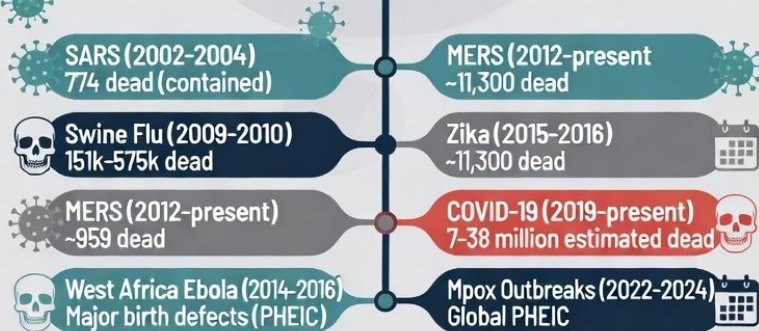 SARS (2002-2004)
774 dead (contained)
MERS (2012-present
~11,300 dead
Swine Flu (2009-2010)
151k-575k dead
Zika (2015-2016)
~11,300 dead
MERS (2012-present)
~959 dead
COVID-19 (2019-present)
7-38 million estimated dead
West Africa Ebola (2014-2016)
Major birth defects (PHEIC)
Mpox Outbreaks (2022-2024)
Global PHEIC